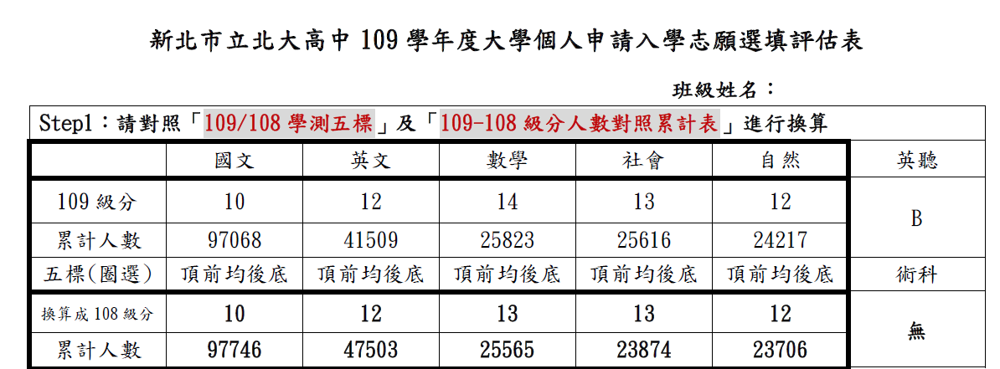 新北市立北大高中 109 學年度大學個人申請入學志願選填評估表
班級姓名：
Step1：請對照「109/108 學測五標」及「109-108 級分人數對照累計表」進行換算
國文 英文 數學 社會 自然 英聽
109 級分 10 12 14 13 12 B
累計人數 97068 41509 25823 25616 24217
五標(圈選) 頂前均後底 頂前均後底 頂前均後底 頂前均後底 頂前均後底 術科
換算成 108 級分 10 12 13 13 12 無
累計人數 97746 47503 25565 23874 23706